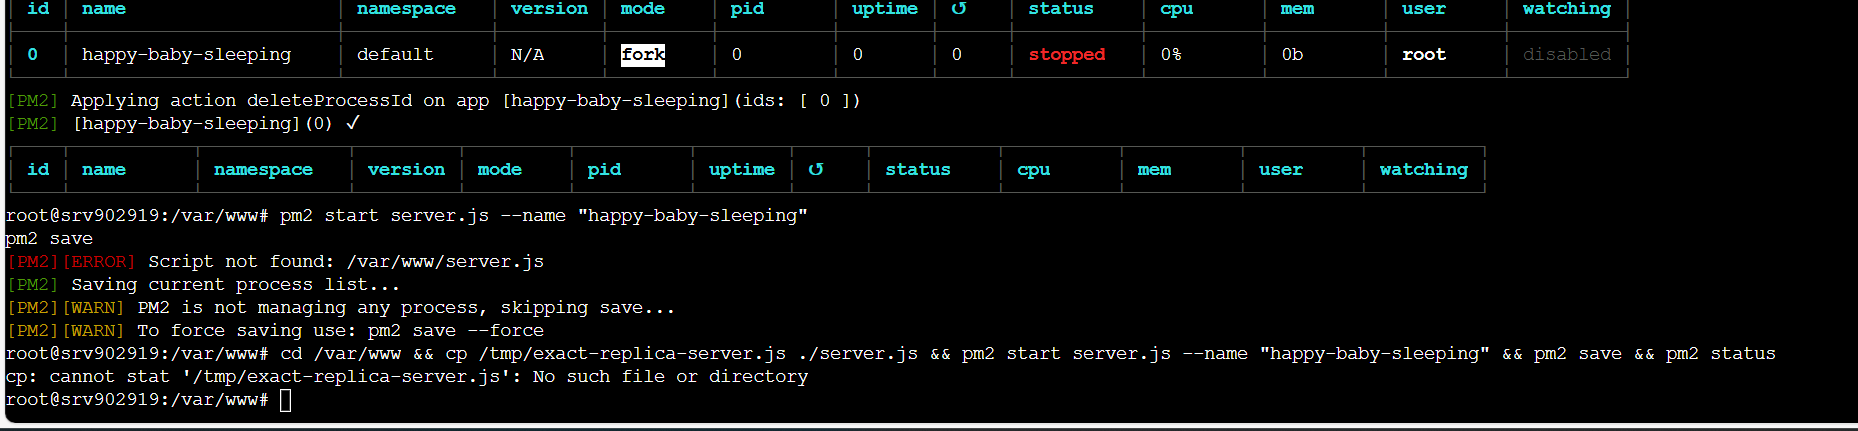 id name namespace version mode pid uptime ↺ status cpu mem user watching
0 happy-baby-sleeping default N/A fork 0 0 0 stopped 0% 0b root disabled
[PM2] Applying action deleteProcessId on app [happy-baby-sleeping](ids: [ 0 ])
[PM2] [happy-baby-sleeping](0) ✓
id name namespace version mode pid uptime ↺ status cpu mem user watching
root@srv902919:/var/www# pm2 start server.js --name "happy-baby-sleeping"
pm2 save
[PM2][ERROR] Script not found: /var/www/server.js
[PM2] Saving current process list...
[PM2][WARN] PM2 is not managing any process, skipping save...
[PM2][WARN] To force saving use: pm2 save --force
root@srv902919:/var/www# cd /var/www && cp /tmp/exact-replica-server.js ./server.js && pm2 start server.js --name "happy-baby-sleeping" && pm2 save && pm2 status
cp: cannot stat '/tmp/exact-replica-server.js': No such file or directory
root@srv902919:/var/www#